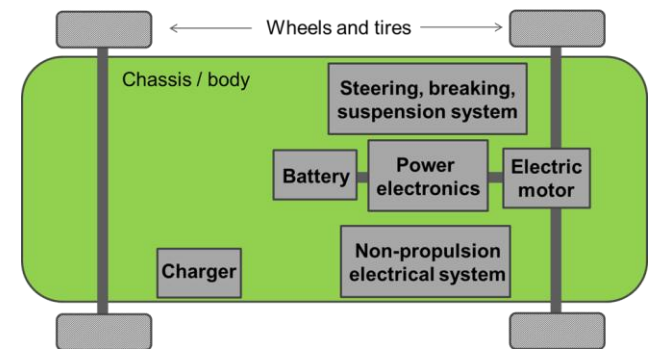 Wheels and tires
Chassis / body
Steering, breaking,
suspension system
Battery
Power
electronics
Electric
motor
Charger
Non-propulsion
electrical system